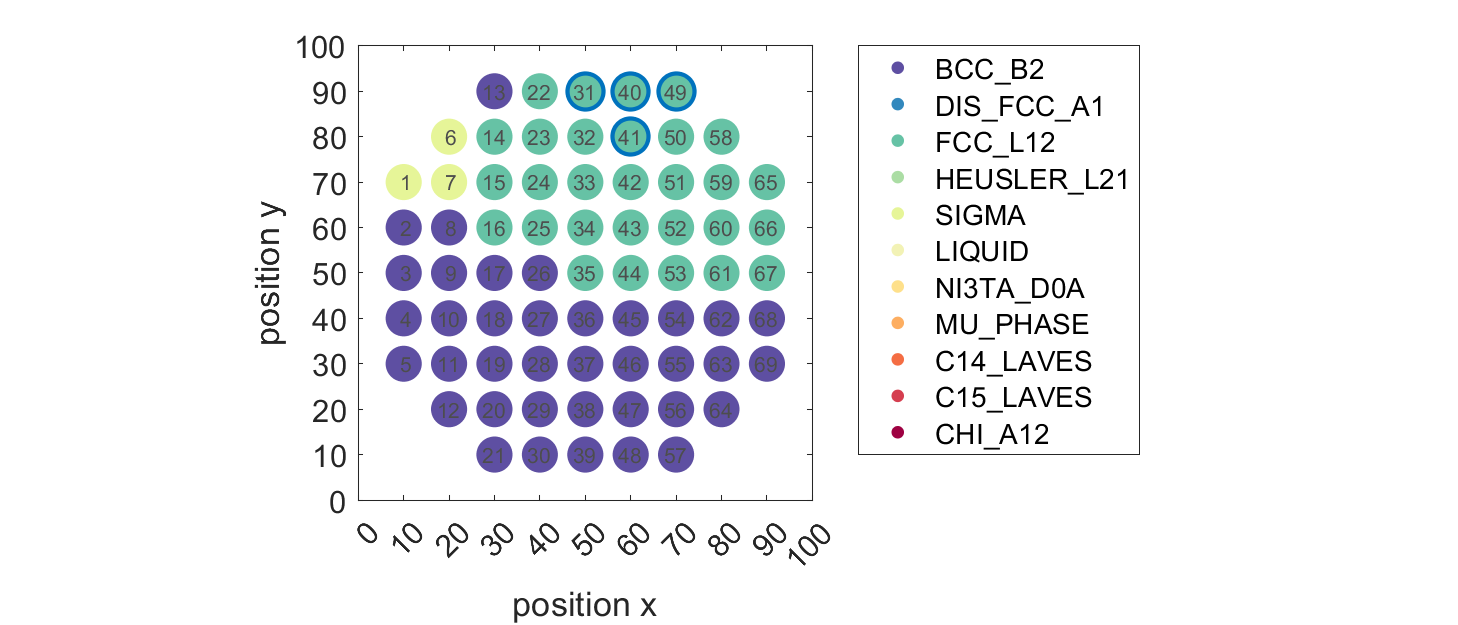 100
90
80
70
60
50
40
30
20
10
0
position y
13 22 31 40 49
6 14 23 32 41 50 58
1 7 15 24 33 42 51 59 65
2 8 16 25 34 43 52 60 66
3 9 17 26 35 44 53 61 67
4 10 18 27 36 45 54 62 68
5 11 19 28 37 46 55 63 69
12 20 29 38 47 56 64
21 30 39 48 57
0 10 20 30 40 50 60 70 80 90 100
position x
BCC_B2
DIS_FCC_A1
FCC_L12
HEUSLER_L21
SIGMA
LIQUID
NI3TA_D0A
MU_PHASE
C14_LAVES
C15_LAVES
CHI_A12